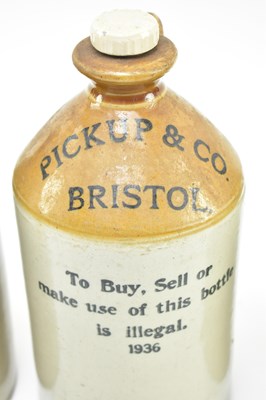 PICKUP & CO.
BRISTOL
To Buy, Sell or
make use of this bottle
is illegal.
1936